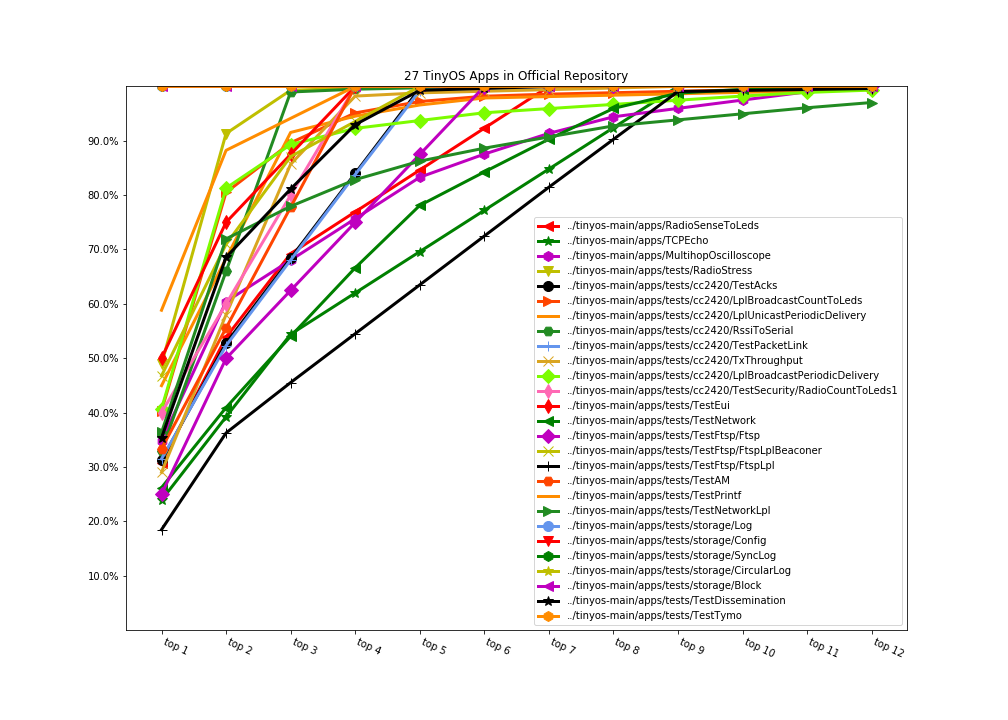 27 TinyOS Apps in Official Repository
90.0%
80.0%
70.0%
60.0%
50.0%
40.0%
30.0%
20.0%
10.0%
../tinyos-main/apps/RadioSenseToLeds
../tinyos-main/apps/TCPEcho
../tinyos-main/apps/MultihopOscilloscope
../tinyos-main/apps/tests/RadioStress
../tinyos-main/apps/tests/cc2420/TestAcks
../tinyos-main/apps/tests/cc2420/LplBroadcastCountToLeds
../tinyos-main/apps/tests/cc2420/LplUnicastPeriodicDelivery
../tinyos-main/apps/tests/cc2420/RssiToSerial
../tinyos-main/apps/tests/cc2420/TestPacketLink
../tinyos-main/apps/tests/cc2420/TxThroughput
../tinyos-main/apps/tests/cc2420/LplBroadcastPeriodicDelivery
../tinyos-main/apps/tests/cc2420/TestSecurity/RadioCountToLeds1
../tinyos-main/apps/tests/TestEui
../tinyos-main/apps/tests/TestNetwork
../tinyos-main/apps/tests/TestFtsp/Ftsp
../tinyos-main/apps/tests/TestFtsp/FtspLplBeaconer
../tinyos-main/apps/tests/TestFtsp/FtspLpl
../tinyos-main/apps/tests/TestAM
../tinyos-main/apps/tests/TestPrintf
../tinyos-main/apps/tests/TestNetworkLpl
../tinyos-main/apps/tests/storage/Log
../tinyos-main/apps/tests/storage/Config
../tinyos-main/apps/tests/storage/SyncLog
../tinyos-main/apps/tests/storage/CircularLog
../tinyos-main/apps/tests/storage/Block
../tinyos-main/apps/tests/TestDissemination
../tinyos-main/apps/tests/TestTymo
top 1
top 2
top 3
top 4
top 5
top 6
top 7
top 8
top 9
top 10
top 11
top 12